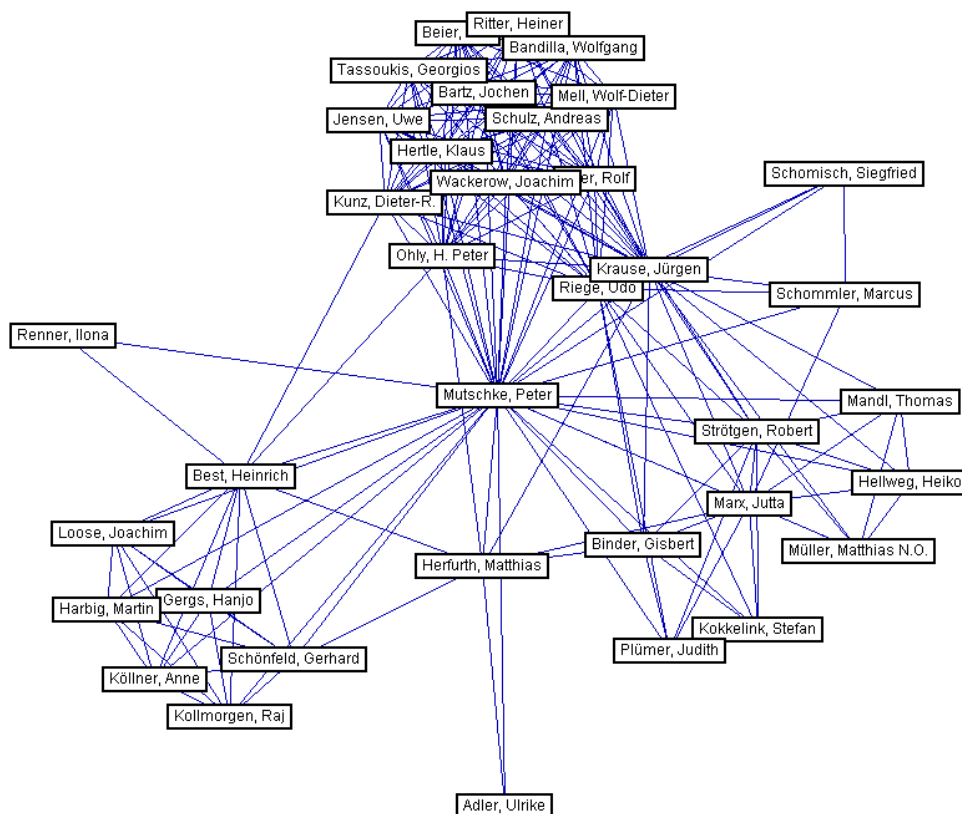 Ritter, Heiner
Beier,
Bandilla, Wolfgang
Tassoukis, Georgios
Bartz, Jochen
Mell, Wolf-Dieter
Jensen, Uwe
Schulz, Andreas
Hertle, Klaus
Wackerow, Joachim
er, Rolf
Schomisch, Siegfried
Kunz, Dieter-R.
Ohly, H. Peter
Krause, Jürgen
Riege, Udo
Schommler, Marcus
Renner, Ilona
Mutschke, Peter
Mandl, Thomas
Strötgen, Robert
Best, Heinrich
Hellweg, Heiko
Marx, Jutta
Loose, Joachim
Binder, Gisbert
Müller, Matthias N.O.
Herfurth, Matthias
Gergs, Hanjo
Harbig, Martin
Kokkelink, Stefan
Plümer, Judith
Schönfeld, Gerhard
Köllner, Anne
Kollmorgen, Raj
Adler, Ulrike